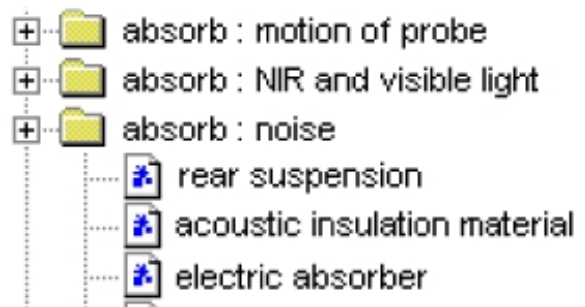 absorb : motion of probe
absorb : NIR and visible light
absorb : noise
rear suspension
acoustic insulation material
electric absorber